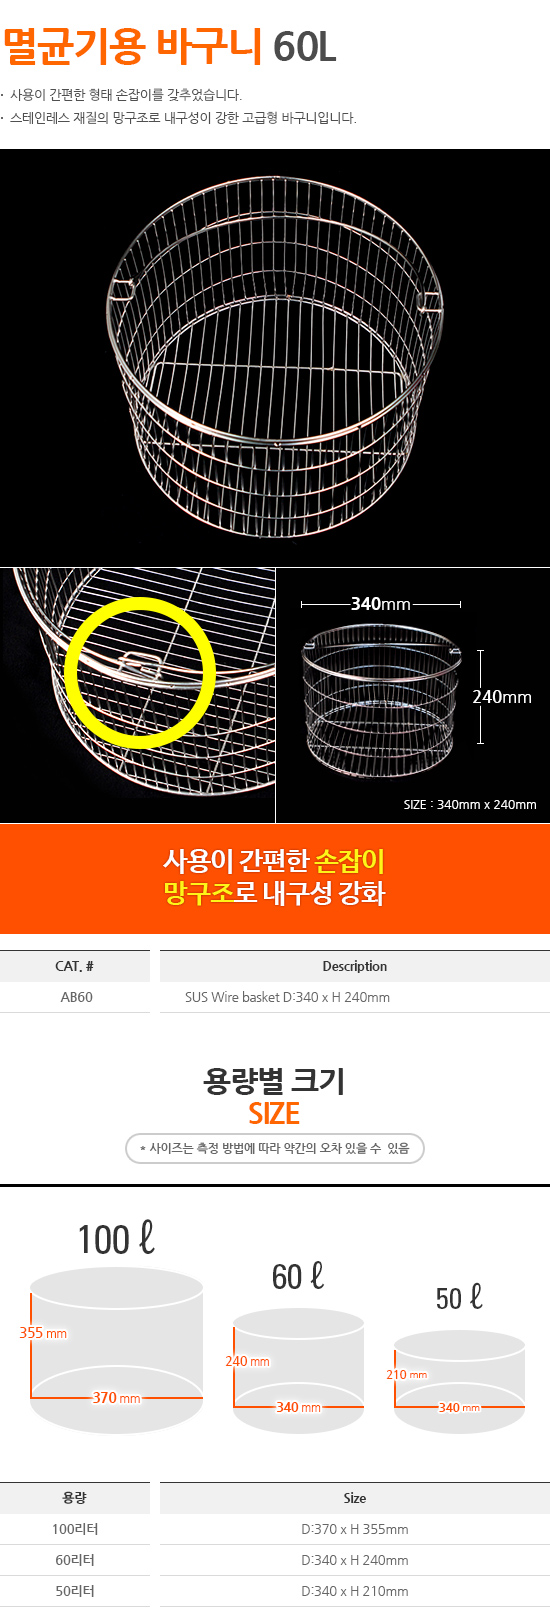 멸균기용 바구니 60L
· 사용이 간편한 형태 손잡이를 갖추었습니다.
· 스테인레스 재질의 망구조로 내구성이 강한 고급형 바구니입니다.
340mm
240mm
SIZE : 340mm x 240mm
사용이 간편한 손잡이
망구조로 내구성 강화
CAT. # Description
AB60 SUS Wire basket D:340 x H 240mm
용량별 크기
SIZE
* 사이즈는 측정 방법에 따라 약간의 오차 있을 수 있음
100 ℓ
60 ℓ
50 ℓ
355 mm
370 mm
240 mm
340 mm
210 mm
340 mm
용량 Size
100리터 D:370 x H 355mm
60리터 D:340 x H 240mm
50리터 D:340 x H 210mm